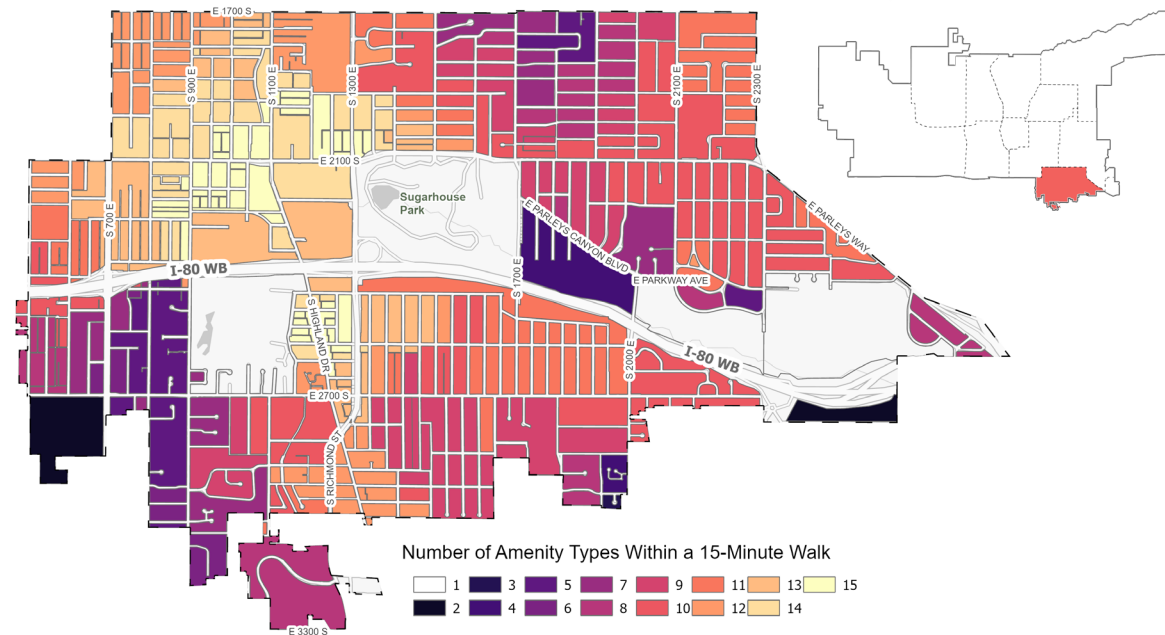 E 1700 S
S 900 E
S 1100 E
S 1300 E
S 2100 E
S 2300 E
E 2100 S
Sugarhouse
Park
S 700 E
E PARLEYS WAY
E PARLEYS CANYON BLVD
I-80 WB
S 1700 E
E PARKWAY AVE
S HIGHLAND DR
S 2000 E
I-80 WB
E 2700 S
S RICHMOND ST
Number of Amenity Types Within a 15-Minute Walk
1 3 5 7 9 11 13 15
2 4 6 8 10 12 14
E 3300 S